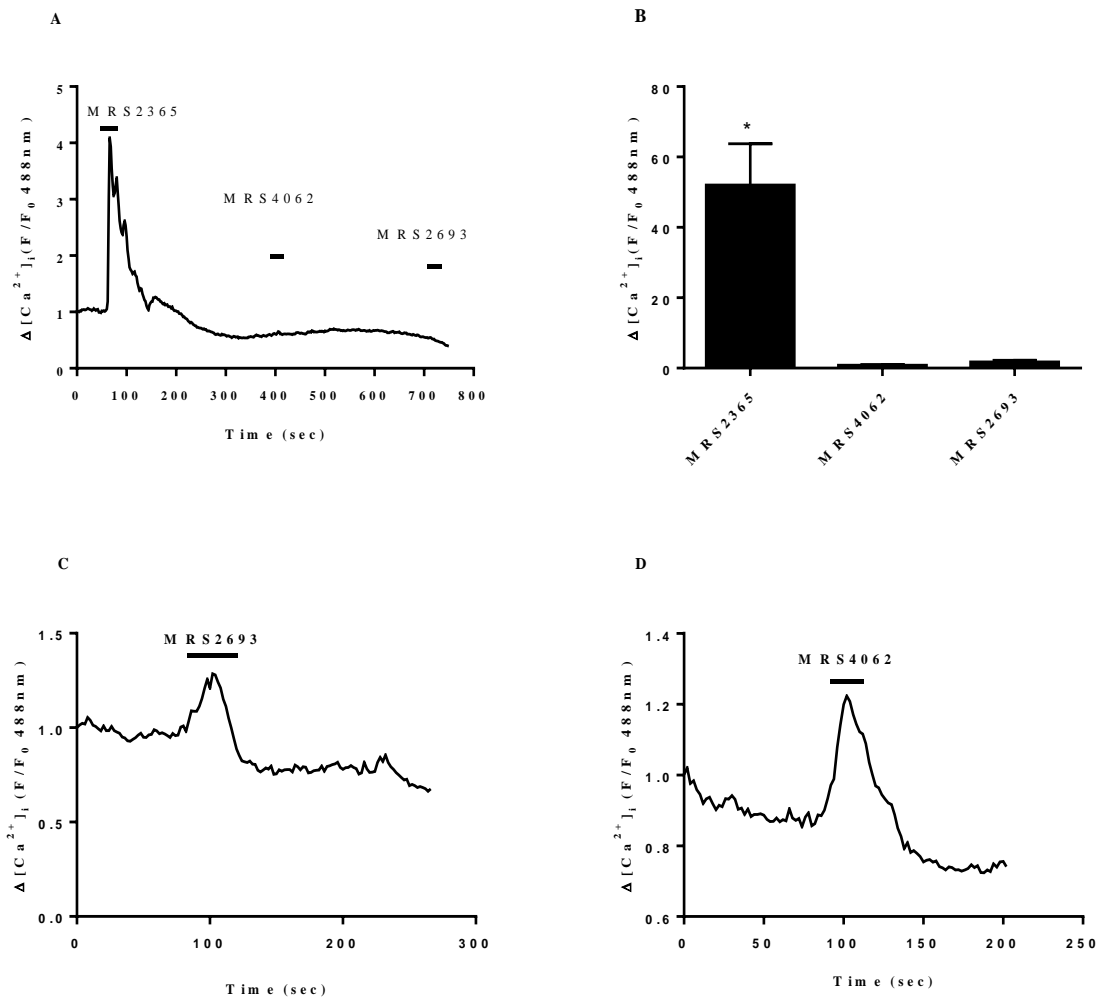 A
Δ [Ca²⁺]ᵢ (F/F₀ 488nm)
5
4
3
2
1
0
MRS2365
MRS4062
MRS2693
0 100 200 300 400 500 600 700 800
Time (sec)
B
Δ [Ca²⁺]ᵢ (F/F₀ 488nm)
80
60
40
20
0
*
MRS2365
MRS4062
MRS2693
C
Δ [Ca²⁺]ᵢ (F/F₀ 488nm)
1.5
1.0
0.5
0.0
MRS2693
0 100 200 300
Time (sec)
D
Δ [Ca²⁺]ᵢ (F/F₀ 488nm)
1.4
1.2
1.0
0.8
0.6
MRS4062
0 50 100 150 200 250
Time (sec)